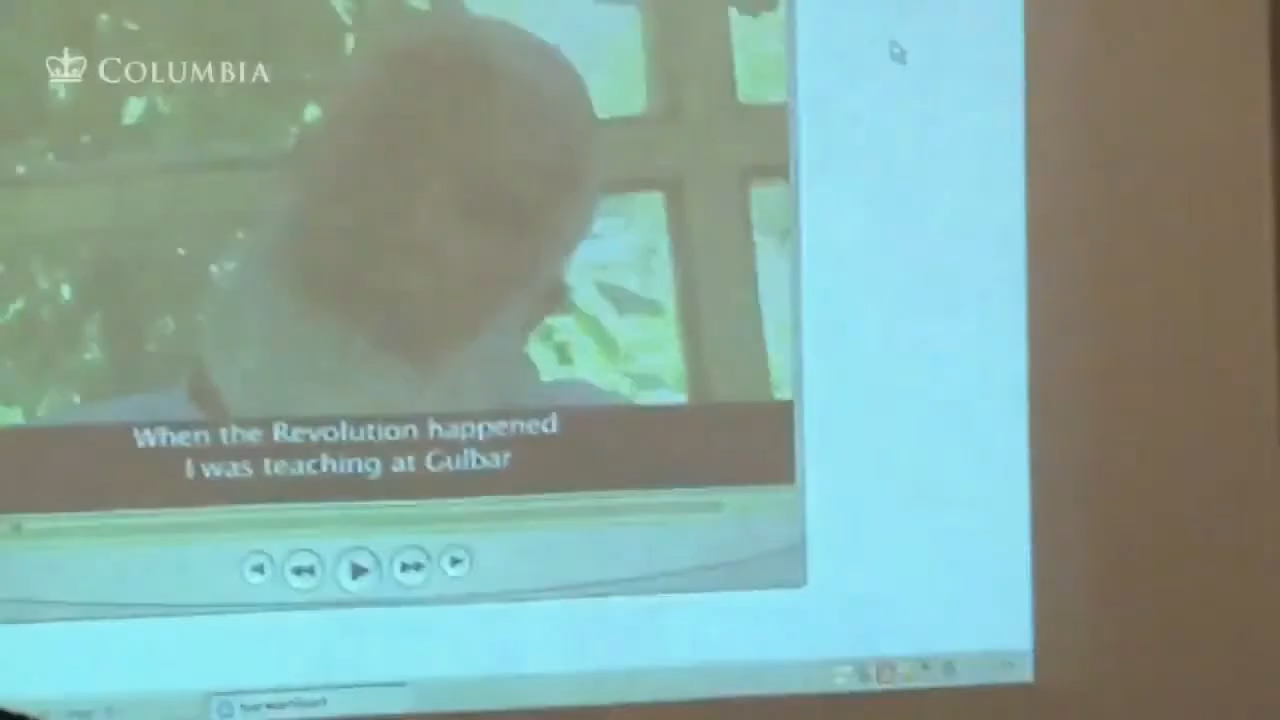 COLUMBIA
When the Revolution happened
I was teaching at Gulbar